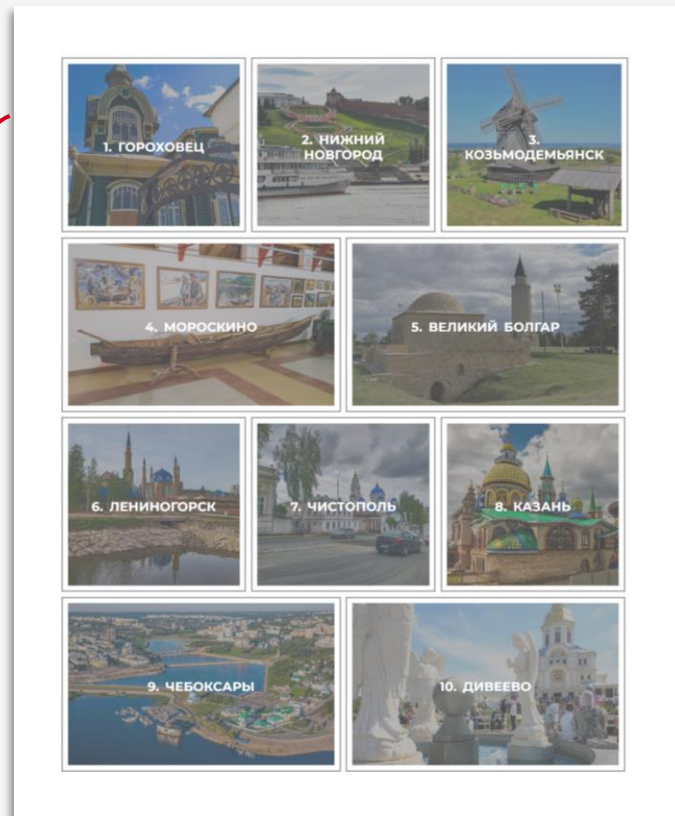 1. ГОРОХОВЕЦ
2. НИЖНИЙ
НОВГОРОД
3.
КОЗЬМОДЕМЬЯНСК
4. МОРОСКИНО
5. ВЕЛИКИЙ БОЛГАР
6. ЛЕНИНОГОРСК
7. ЧИСТОПОЛЬ
8. КАЗАНЬ
9. ЧЕБОКСАРЫ
10. ДИВЕЕВО